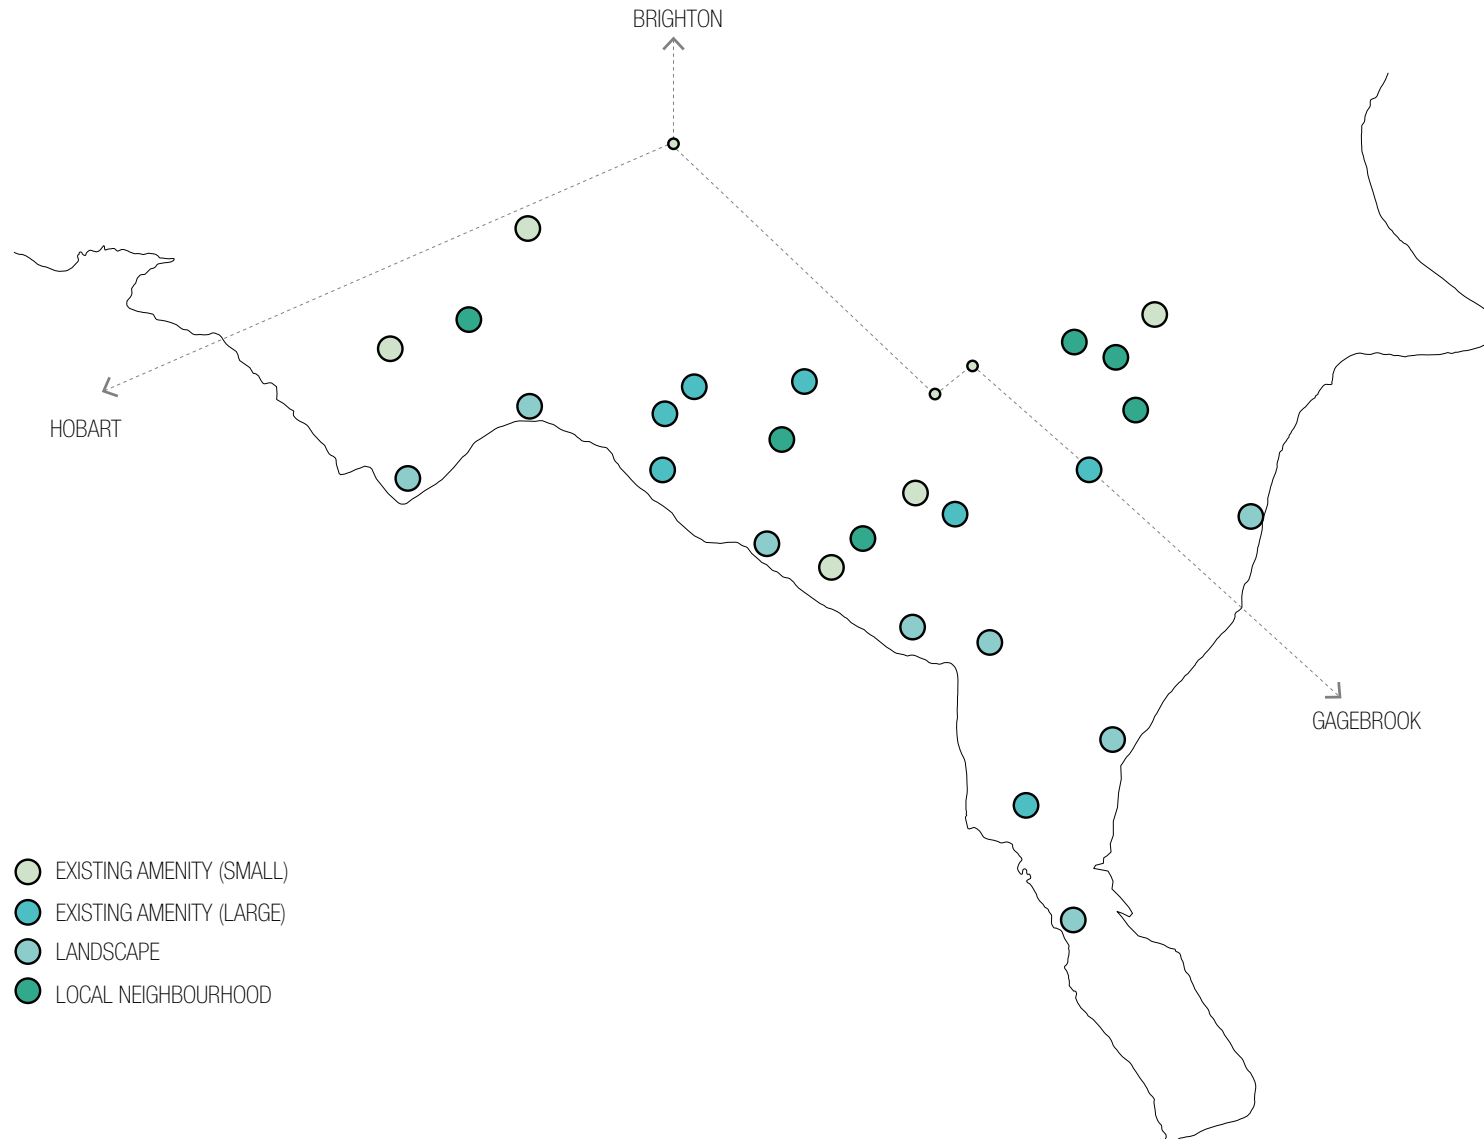 BRIGHTON
HOBART
GAGEBROOK
EXISTING AMENITY (SMALL)
EXISTING AMENITY (LARGE)
LANDSCAPE
LOCAL NEIGHBOURHOOD